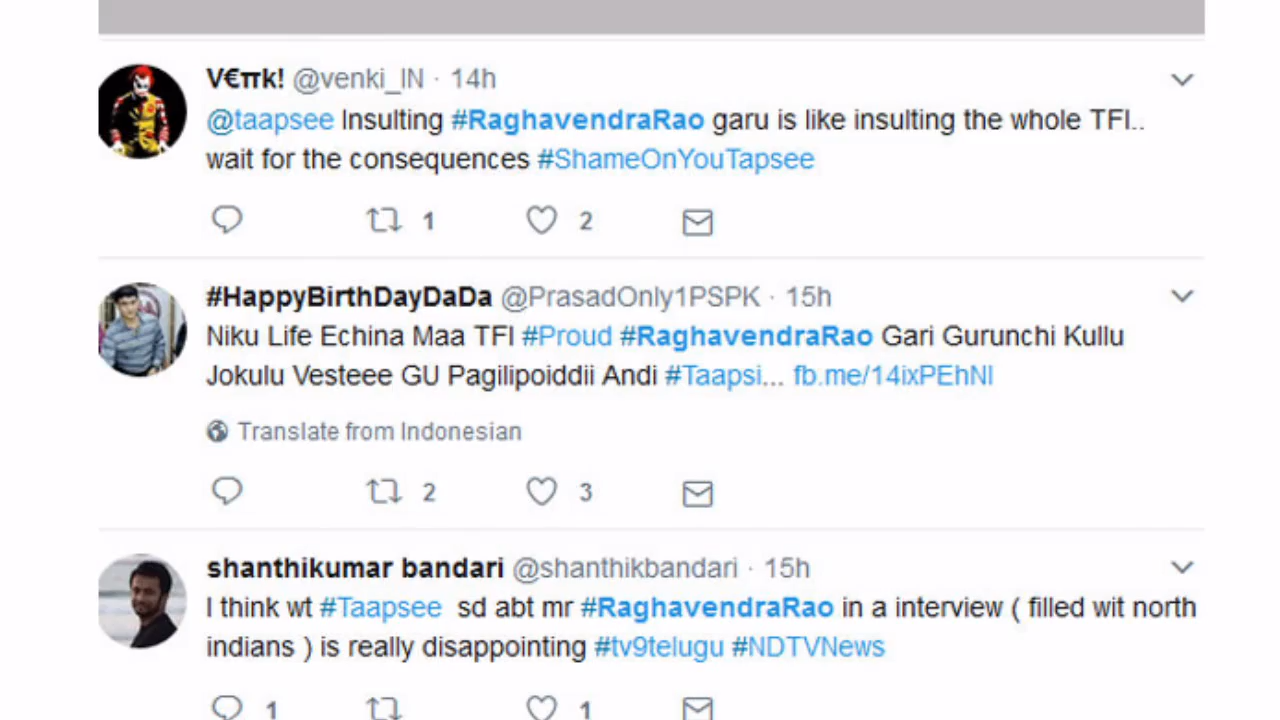 V€πk! @venki_IN · 14h
@taapsee Insulting #RaghavendraRao garu is like insulting the whole TFI..
wait for the consequences #ShameOnYouTapsee
1 2
#HappyBirthDayDaDa @PrasadOnly1PSPK · 15h
Niku Life Echina Maa TFI #Proud #RaghavendraRao Gari Gurunchi Kullu
Jokulu Vesteee GU Pagilipoiddii Andi #Taapsi... fb.me/14ixPEhNI
Translate from Indonesian
2 3
shanthikumar bandari @shanthikbandari · 15h
I think wt #Taapsee sd abt mr #RaghavendraRao in a interview ( filled wit north
indians ) is really disappointing #tv9telugu #NDTVNews
1 1